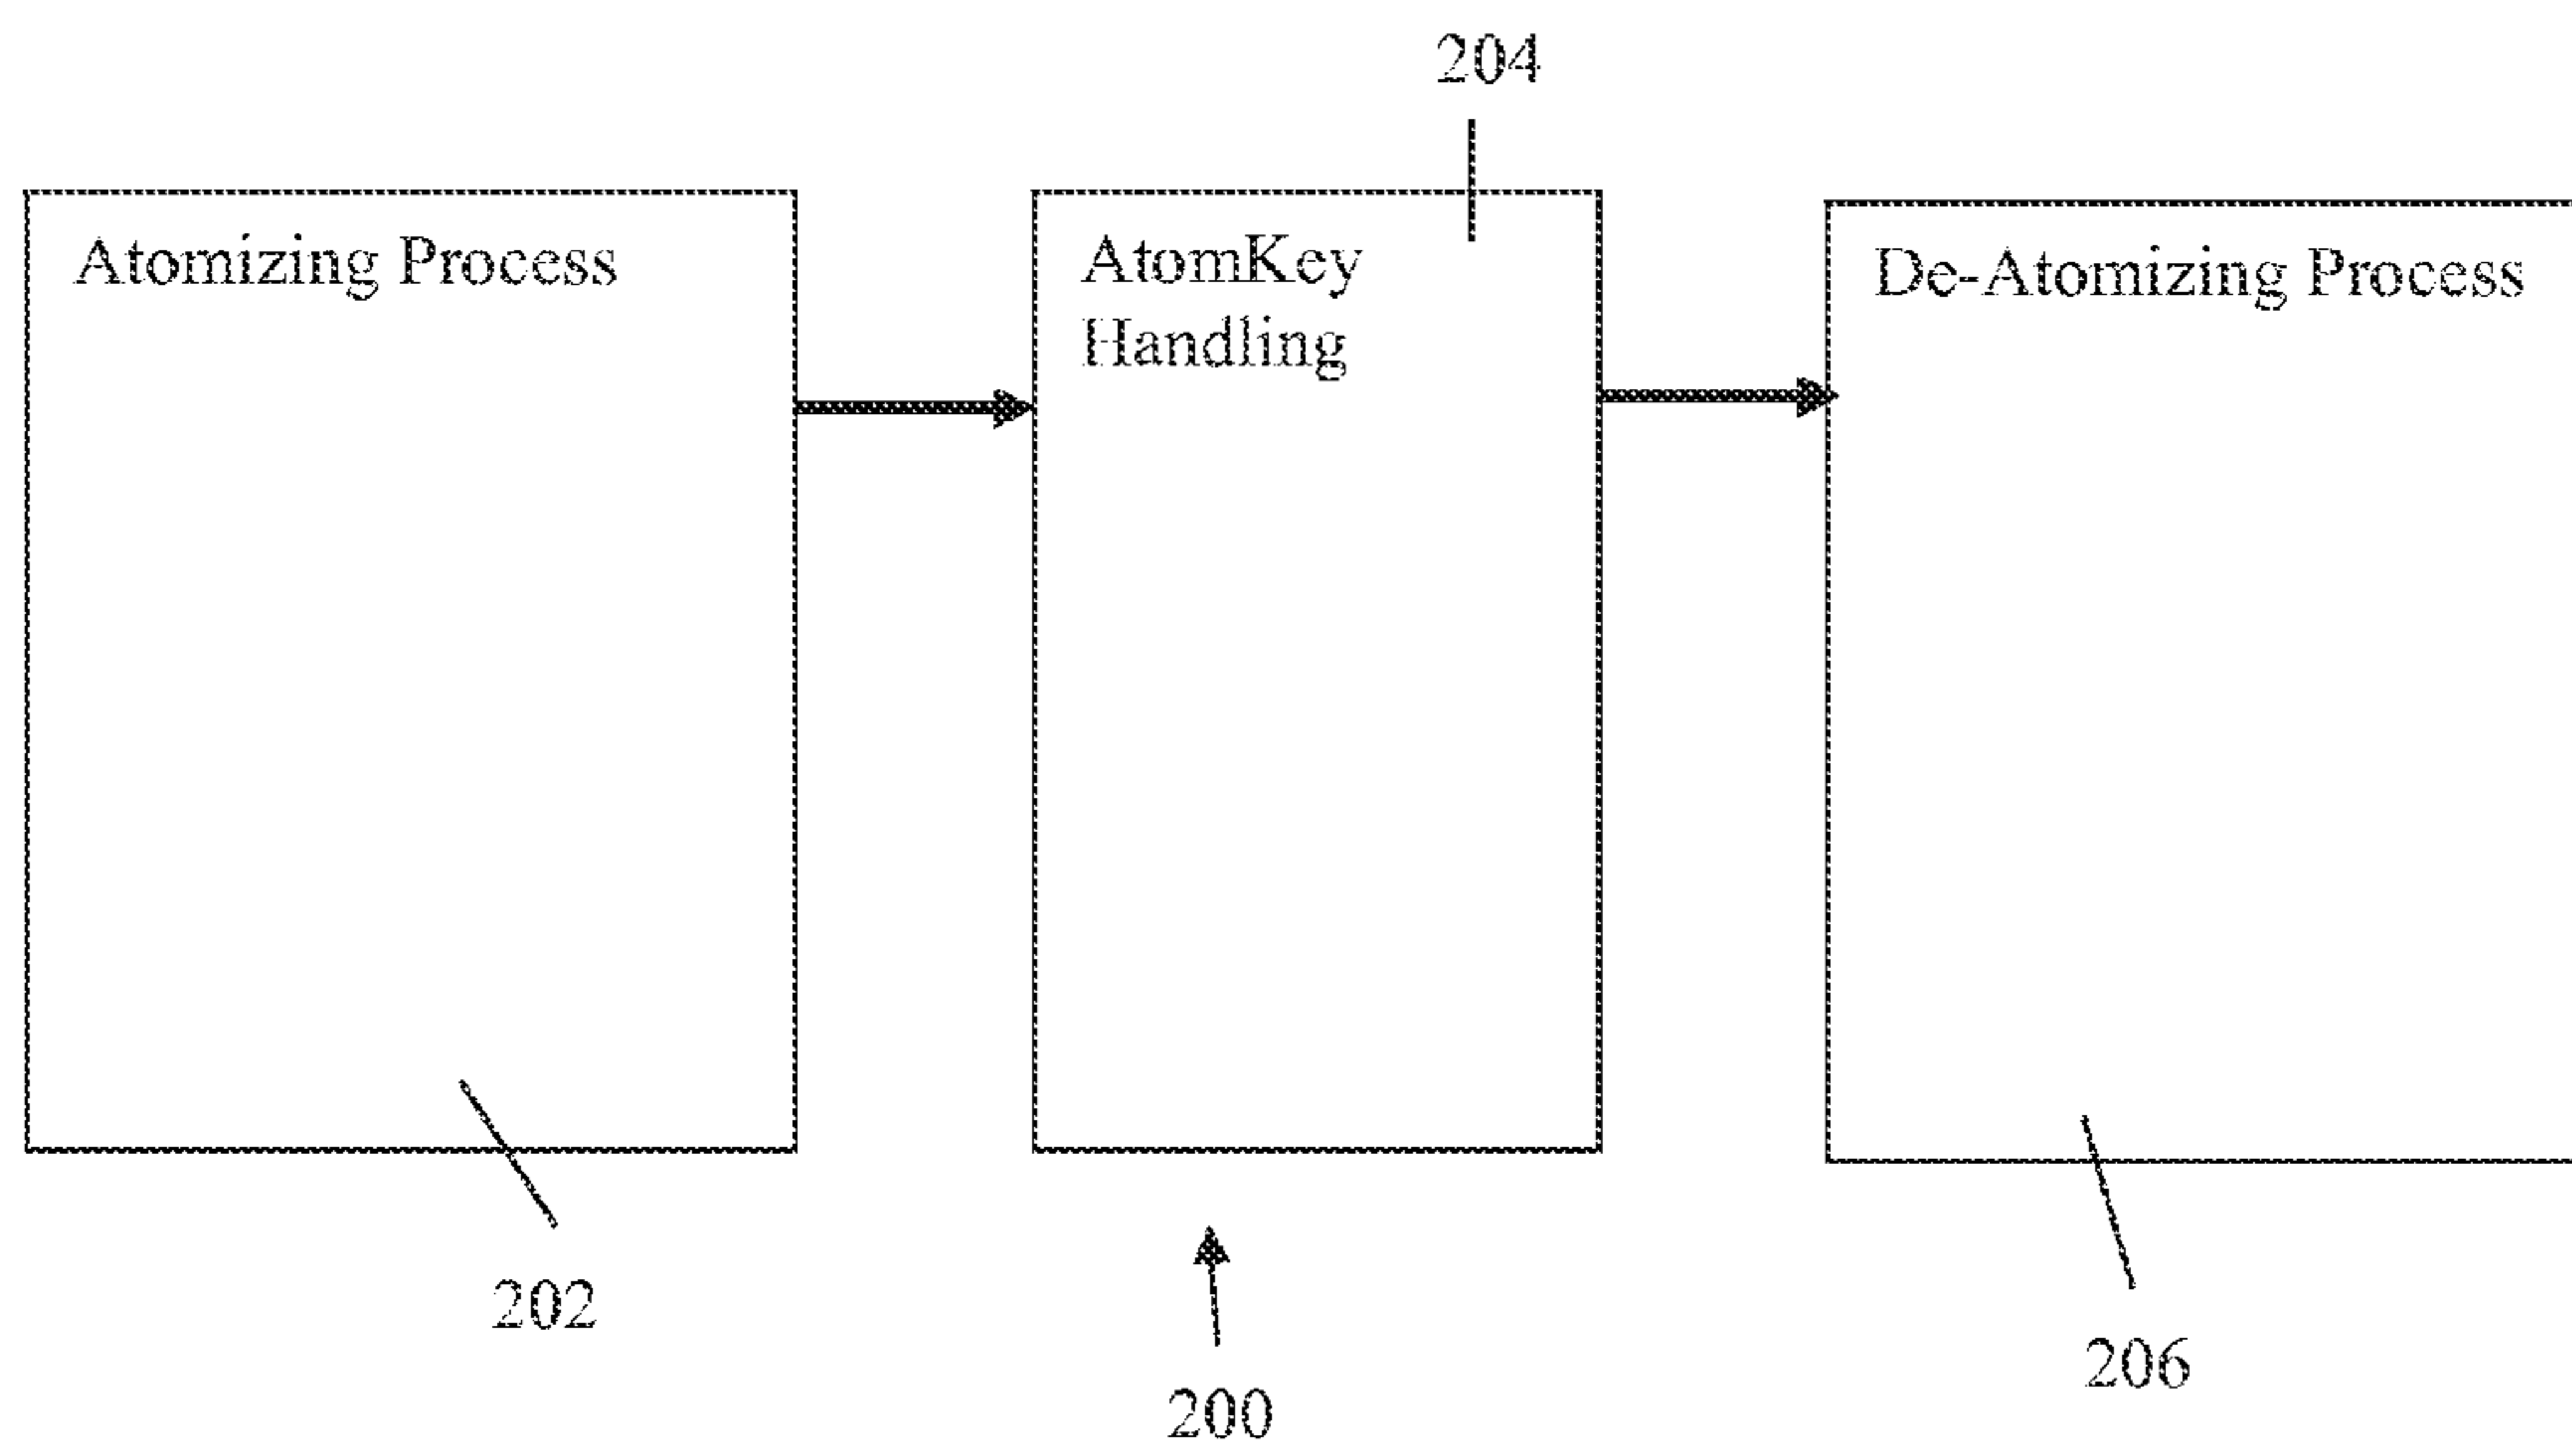 204
Atomizing Process
AtomKey
Handling
De-Atomizing Process
202
200
206